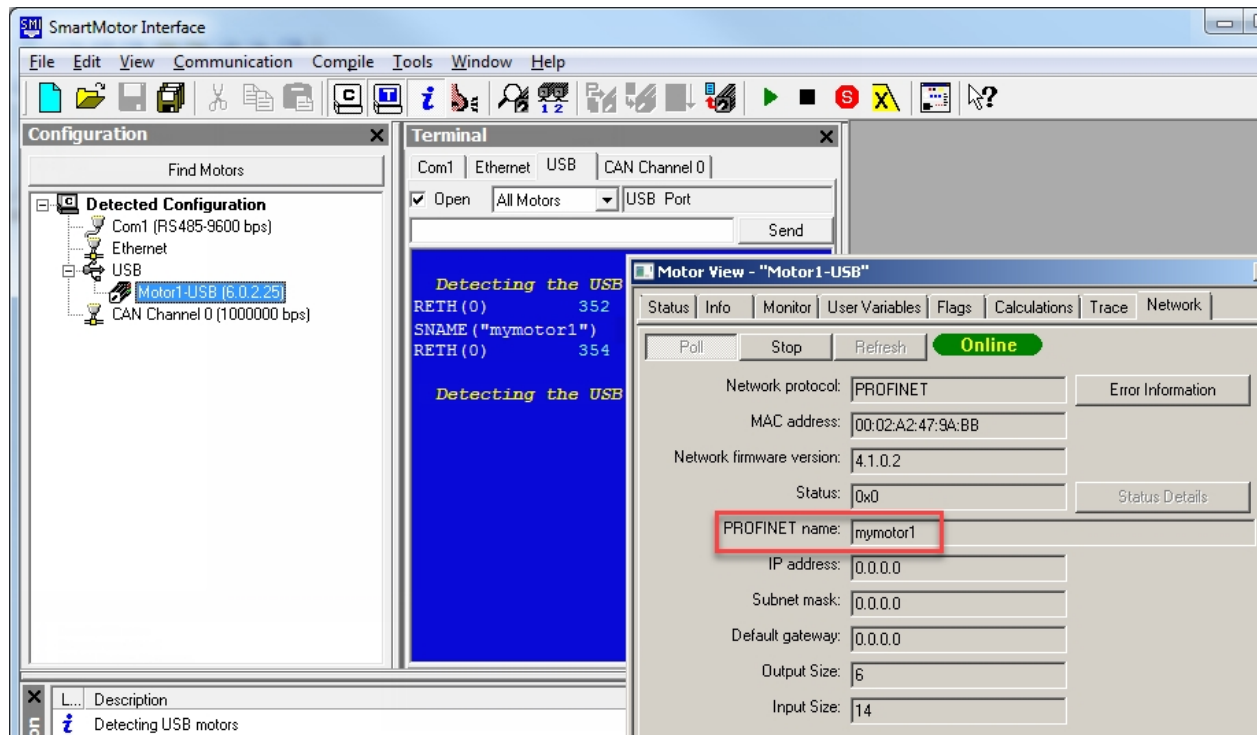 SMI SmartMotor Interface
File Edit View Communication Compile Tools Window Help
Configuration
Find Motors
Detected Configuration
Com1 (RS485-9600 bps)
Ethernet
USB
Motor1-USB (6.0.2.25)
CAN Channel 0 (1000000 bps)
Terminal
Com1 Ethernet USB CAN Channel 0
Open All Motors USB Port
Send
Detecting the USB
RETH(0) 352
SNAME("mymotor1")
RETH(0) 354
Detecting the USB
Motor View - "Motor1-USB"
Status Info Monitor User Variables Flags Calculations Trace Network
Poll Stop Refresh Online
Network protocol: PROFINET Error Information
MAC address: 00:02:A2:47:9A:BB
Network firmware version: 4.1.0.2
Status: 0x0 Status Details
PROFINET name: mymotor1
IP address: 0.0.0.0
Subnet mask: 0.0.0.0
Default gateway: 0.0.0.0
Output Size: 6
Input Size: 14
L... Description
Detecting USB motors